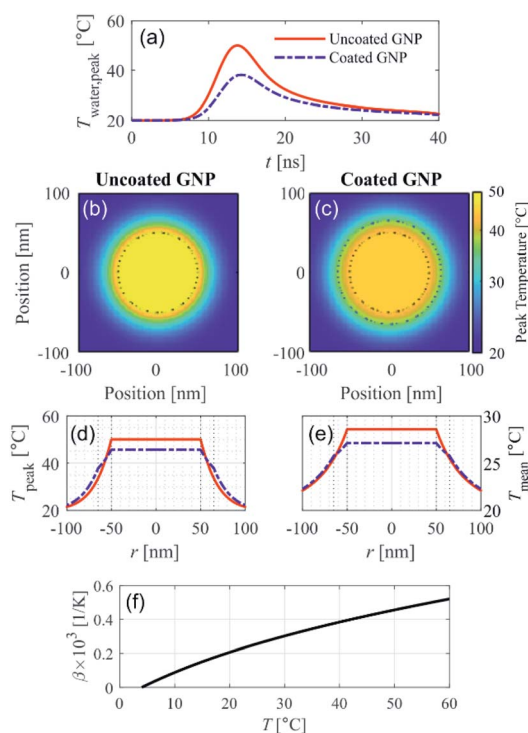 (a)
T_water,peak [°C]
60
40
20
Uncoated GNP
Coated GNP
0 10 20 30 40
t [ns]
Uncoated GNP
Coated GNP
(b)
(c)
Position [nm]
100
0
-100
-100 0 100
Position [nm]
-100 0 100
Position [nm]
50
40
30
20
Peak Temperature [°C]
(d)
T_peak [°C]
60
40
20
-100 -50 0 50 100
r [nm]
(e)
30
25
20
T_mean [°C]
-100 -50 0 50 100
r [nm]
(f)
β×10³ [1/K]
0.6
0.4
0.2
0
0 10 20 30 40 50 60
T [°C]